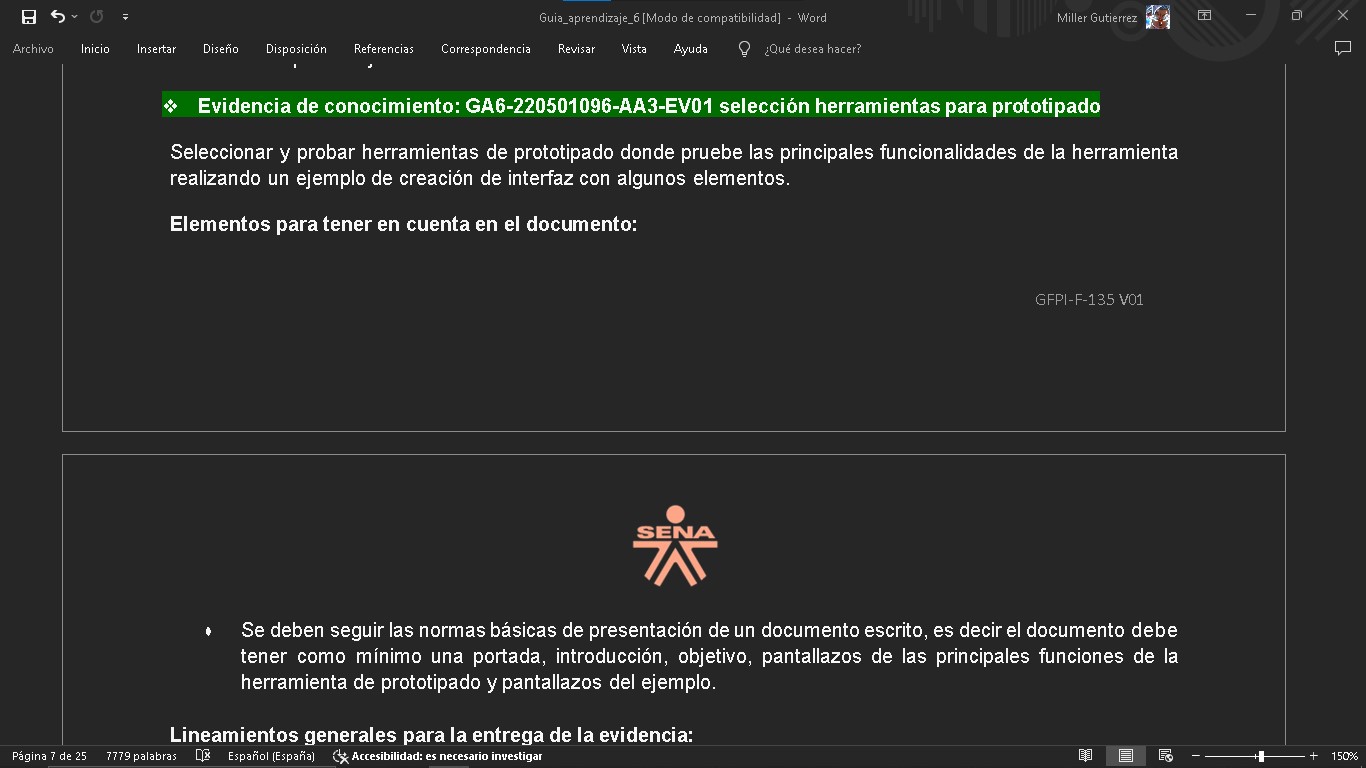 Guia_aprendizaje_6 [Modo de compatibilidad] - Word
Miller Gutierrez
Archivo Inicio Insertar Diseño Disposición Referencias Correspondencia Revisar Vista Ayuda ¿Qué desea hacer?
❖ Evidencia de conocimiento: GA6-220501096-AA3-EV01 selección herramientas para prototipado
Seleccionar y probar herramientas de prototipado donde pruebe las principales funcionalidades de la herramienta
realizando un ejemplo de creación de interfaz con algunos elementos.
Elementos para tener en cuenta en el documento:
GFPI-F-135 V01
SENA
Se deben seguir las normas básicas de presentación de un documento escrito, es decir el documento debe
tener como mínimo una portada, introducción, objetivo, pantallazos de las principales funciones de la
herramienta de prototipado y pantallazos del ejemplo.
Lineamientos generales para la entrega de la evidencia:
Página 7 de 25 7779 palabras Español (España) Accesibilidad: es necesario investigar 150%